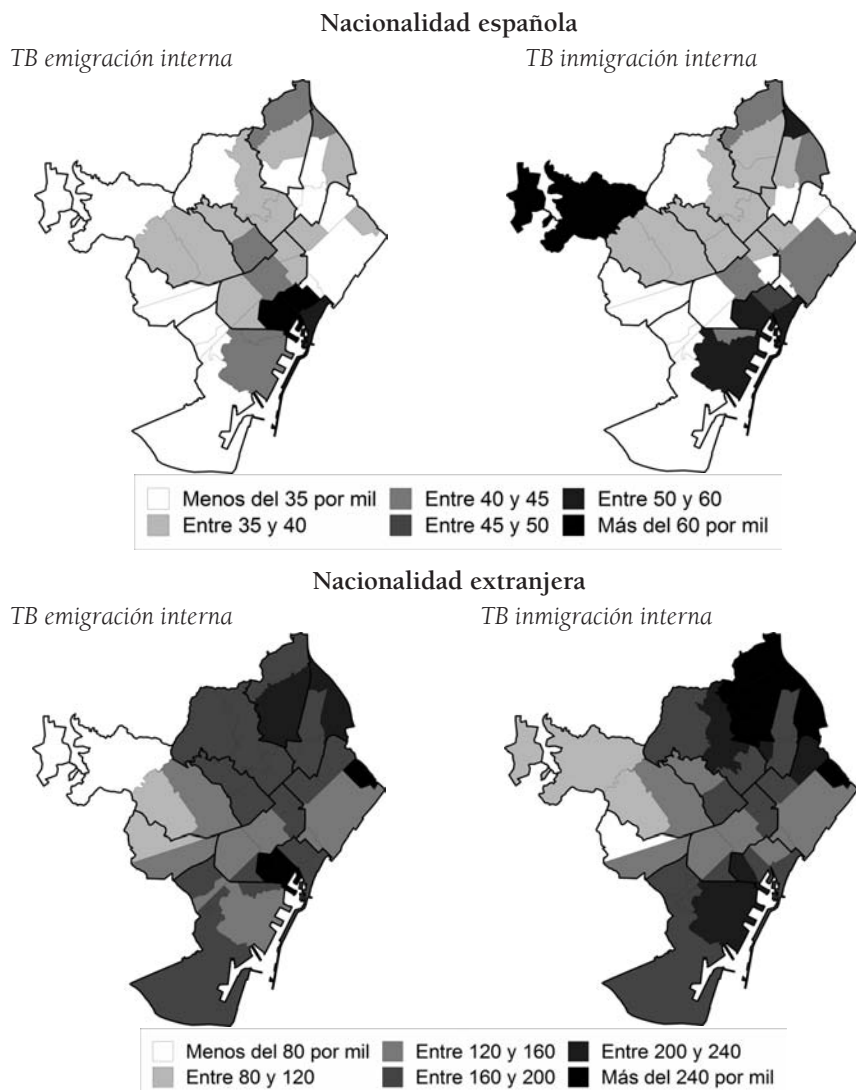 Nacionalidad española
TB emigración interna TB inmigración interna
Menos del 35 por mil Entre 40 y 45 Entre 50 y 60
Entre 35 y 40 Entre 45 y 50 Más del 60 por mil
Nacionalidad extranjera
TB emigración interna TB inmigración interna
Menos del 80 por mil Entre 120 y 160 Entre 200 y 240
Entre 80 y 120 Entre 160 y 200 Más del 240 por mil